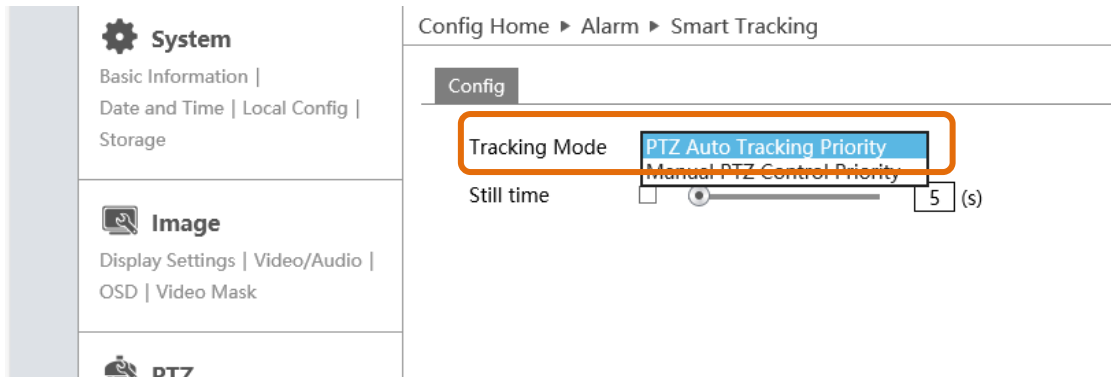 System
Basic Information |
Date and Time | Local Config |
Storage
Image
Display Settings | Video/Audio |
OSD | Video Mask
PTZ
Config Home ▶ Alarm ▶ Smart Tracking
Config
Tracking Mode PTZ Auto Tracking Priority
Manual PTZ Control Priority
Still time 5 (s)